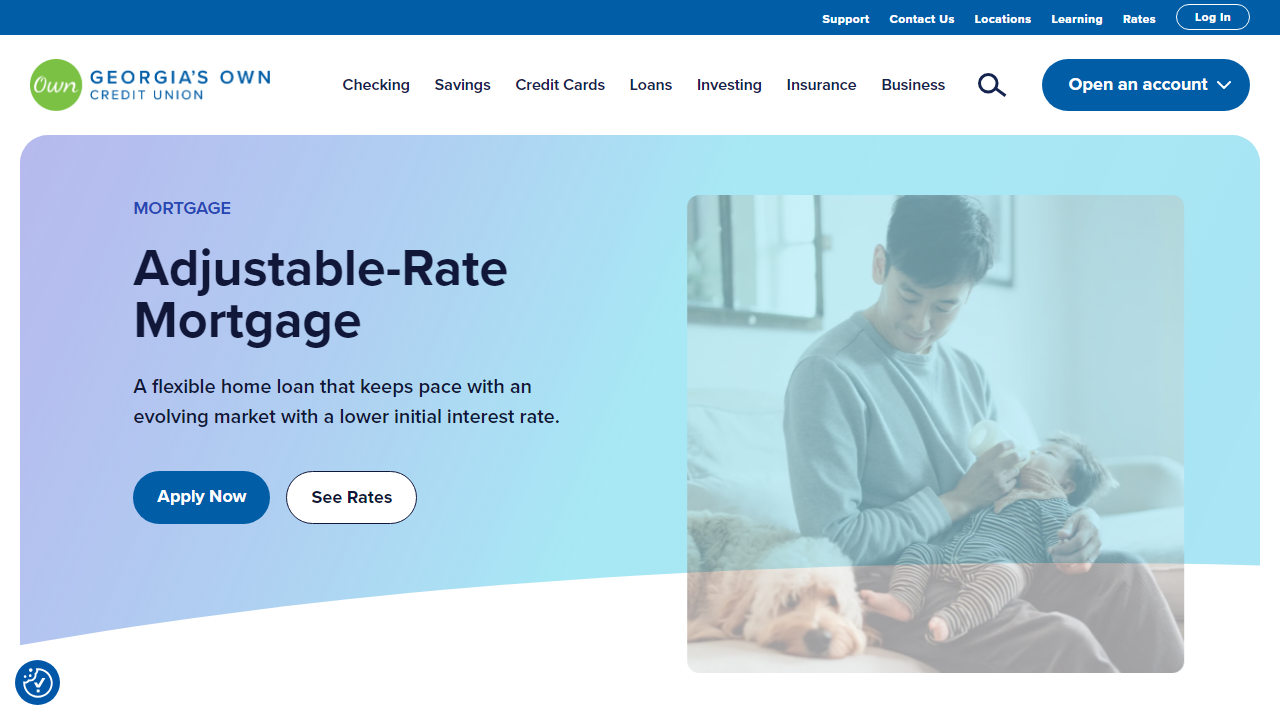 Support Contact Us Locations Learning Rates Log In
Own GEORGIA'S OWN
CREDIT UNION
Checking Savings Credit Cards Loans Investing Insurance Business Open an account
MORTGAGE
Adjustable-Rate
Mortgage
A flexible home loan that keeps pace with an
evolving market with a lower initial interest rate.
Apply Now See Rates